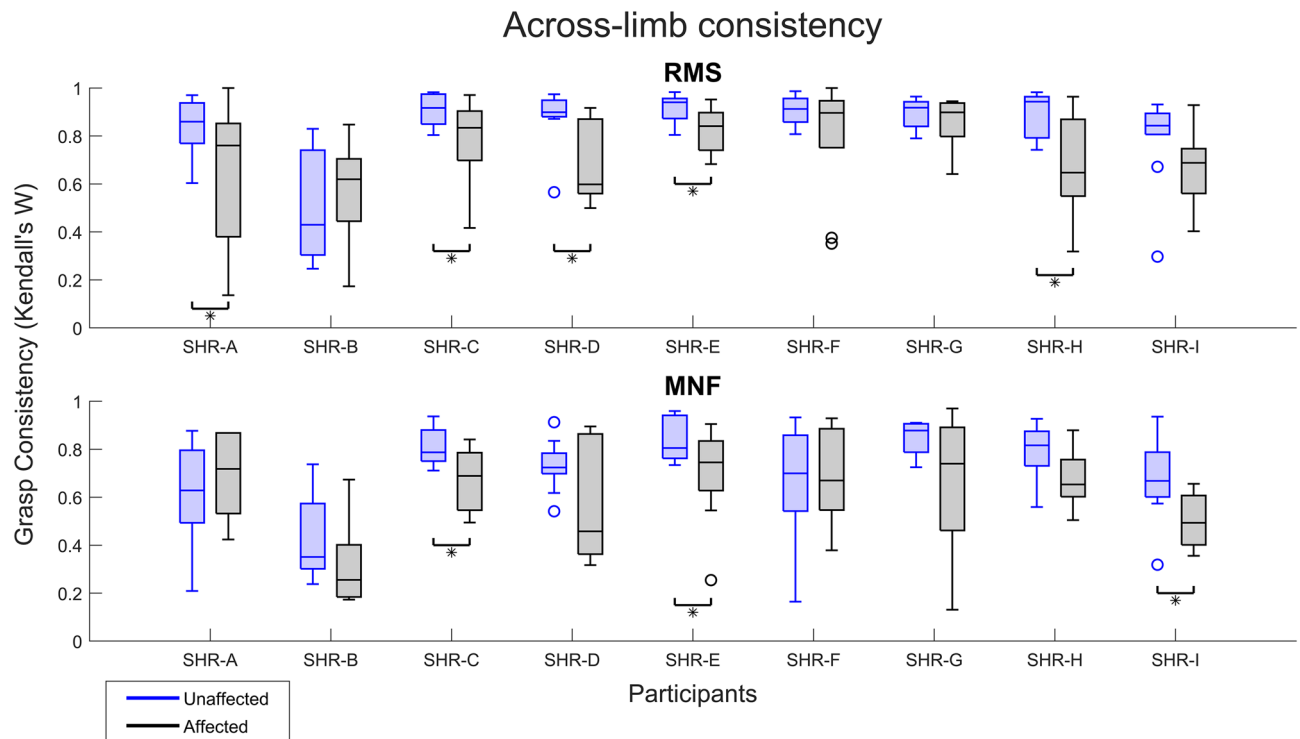 Across-limb consistency
RMS
1
0.8
0.6
0.4
0.2
0
* * * * *
SHR-A SHR-B SHR-C SHR-D SHR-E SHR-F SHR-G SHR-H SHR-I
Grasp Consistency (Kendall's W)
MNF
1
0.8
0.6
0.4
0.2
0
* * *
SHR-A SHR-B SHR-C SHR-D SHR-E SHR-F SHR-G SHR-H SHR-I
Participants
Unaffected
Affected